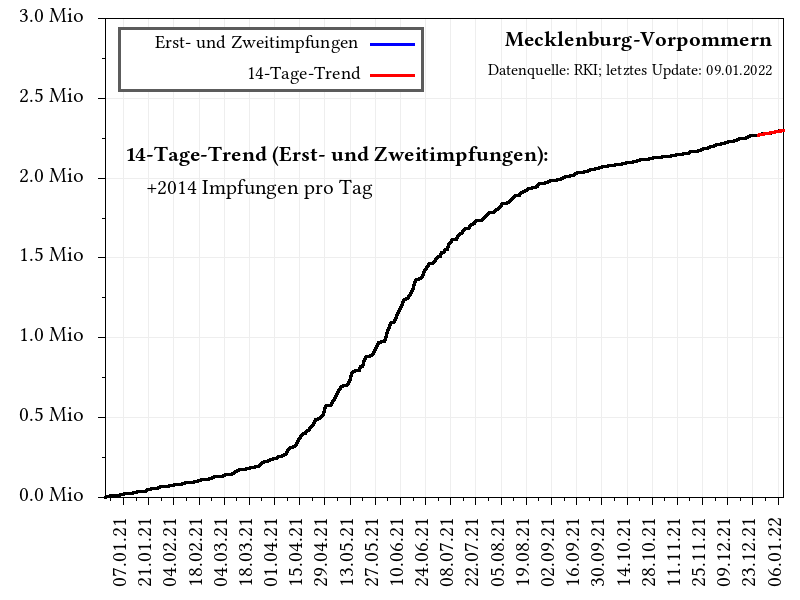 3.0 Mio
2.5 Mio
2.0 Mio
1.5 Mio
1.0 Mio
0.5 Mio
0.0 Mio
Erst- und Zweitimpfungen
14-Tage-Trend
Mecklenburg-Vorpommern
Datenquelle: RKI; letztes Update: 09.01.2022
14-Tage-Trend (Erst- und Zweitimpfungen):
+2014 Impfungen pro Tag
07.01.21
21.01.21
04.02.21
18.02.21
04.03.21
18.03.21
01.04.21
15.04.21
29.04.21
13.05.21
27.05.21
10.06.21
24.06.21
08.07.21
22.07.21
05.08.21
19.08.21
02.09.21
16.09.21
30.09.21
14.10.21
28.10.21
11.11.21
25.11.21
09.12.21
23.12.21
06.01.22